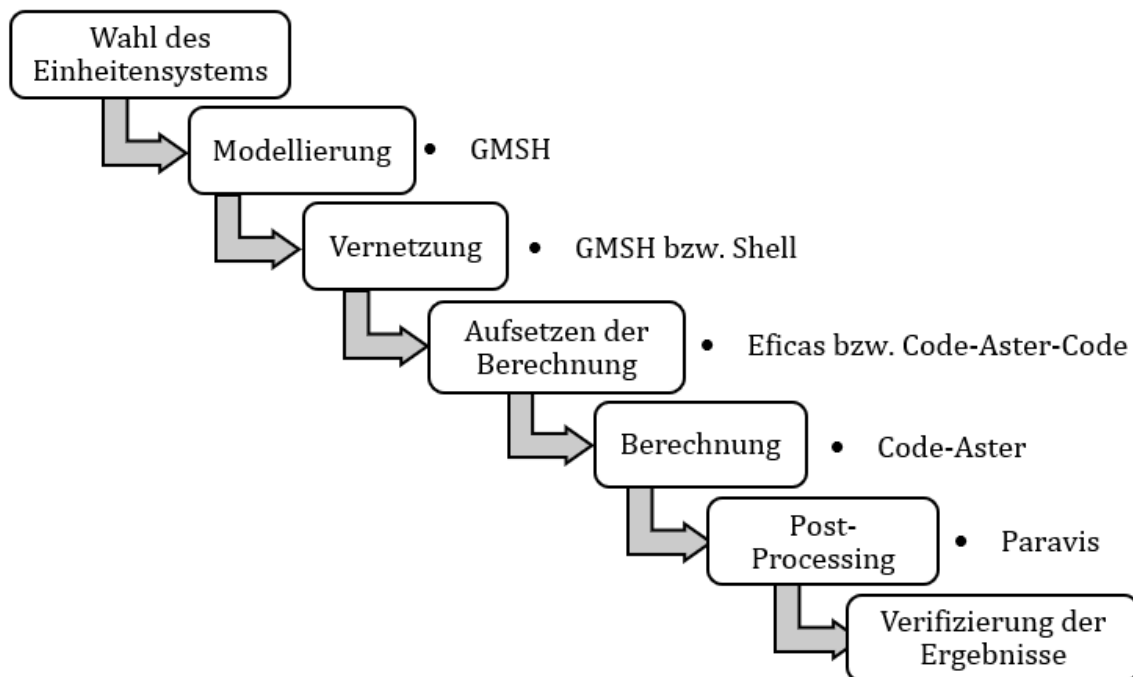 Wahl des
Einheitensystems
Modellierung • GMSH
Vernetzung • GMSH bzw. Shell
Aufsetzen der
Berechnung • Eficas bzw. Code-Aster-Code
Berechnung • Code-Aster
Post-
Processing • Paravis
Verifizierung der
Ergebnisse